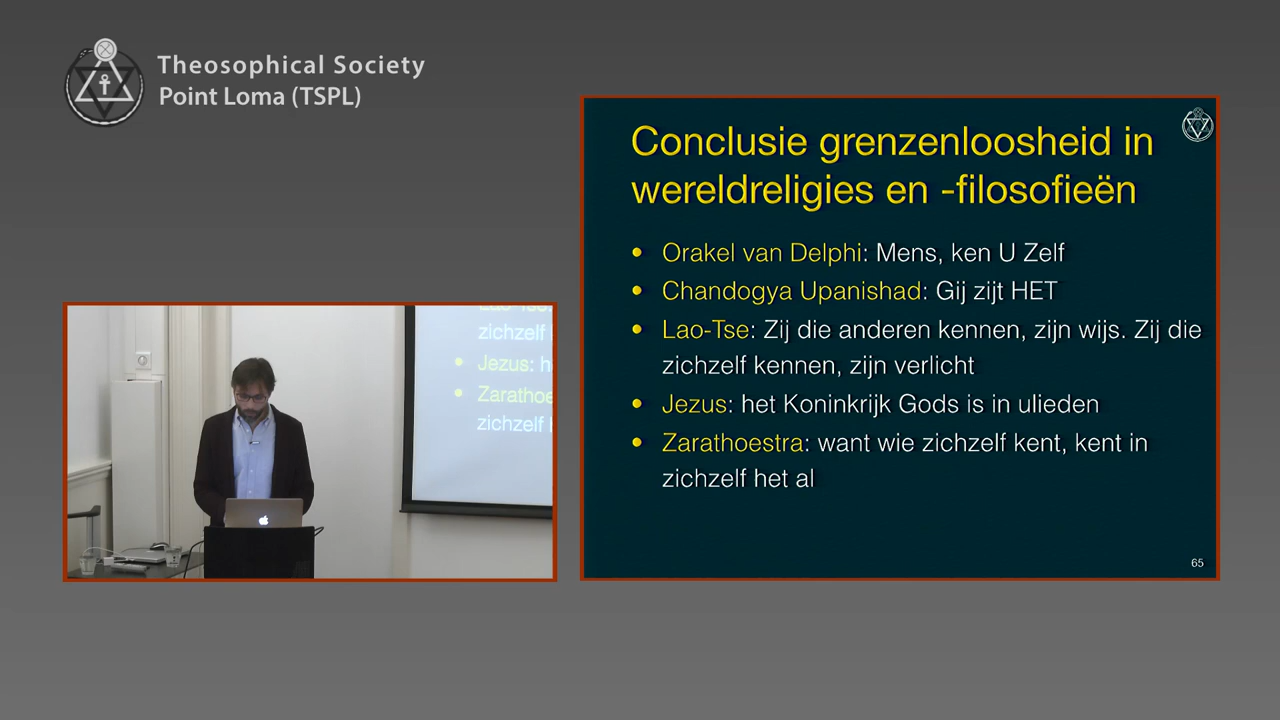 Theosophical Society
Point Loma (TSPL)
Conclusie grenzenloosheid in
wereldreligies en -filosofieën
• Orakel van Delphi: Mens, ken U Zelf
• Chandogya Upanishad: Gij zijt HET
• Lao-Tse: Zij die anderen kennen, zijn wijs. Zij die
zichzelf kennen, zijn verlicht
• Jezus: het Koninkrijk Gods is in ulieden
• Zarathoestra: want wie zichzelf kent, kent in
zichzelf het al
65
Lao-Tse:
zichzelf
• Jezus: h
• Zarathoe
zichzelf